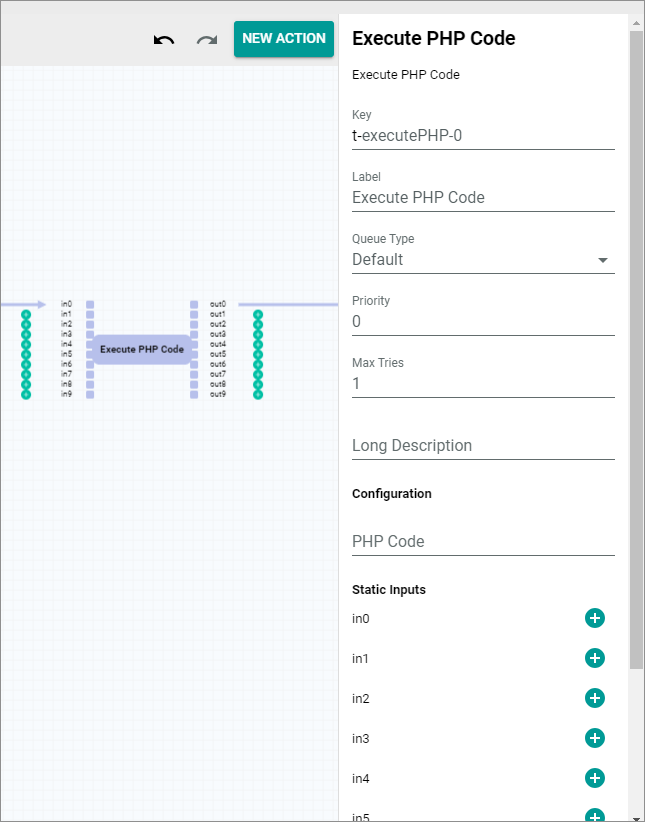 NEW ACTION
in0
in1
in2
in3
in4
in5
in6
in7
in8
in9
Execute PHP Code
out0
out1
out2
out3
out4
out5
out6
out7
out8
out9
Execute PHP Code
Execute PHP Code
Key
t-executePHP-0
Label
Execute PHP Code
Queue Type
Default
Priority
0
Max Tries
1
Long Description
Configuration
PHP Code
Static Inputs
in0
in1
in2
in3
in4
in5